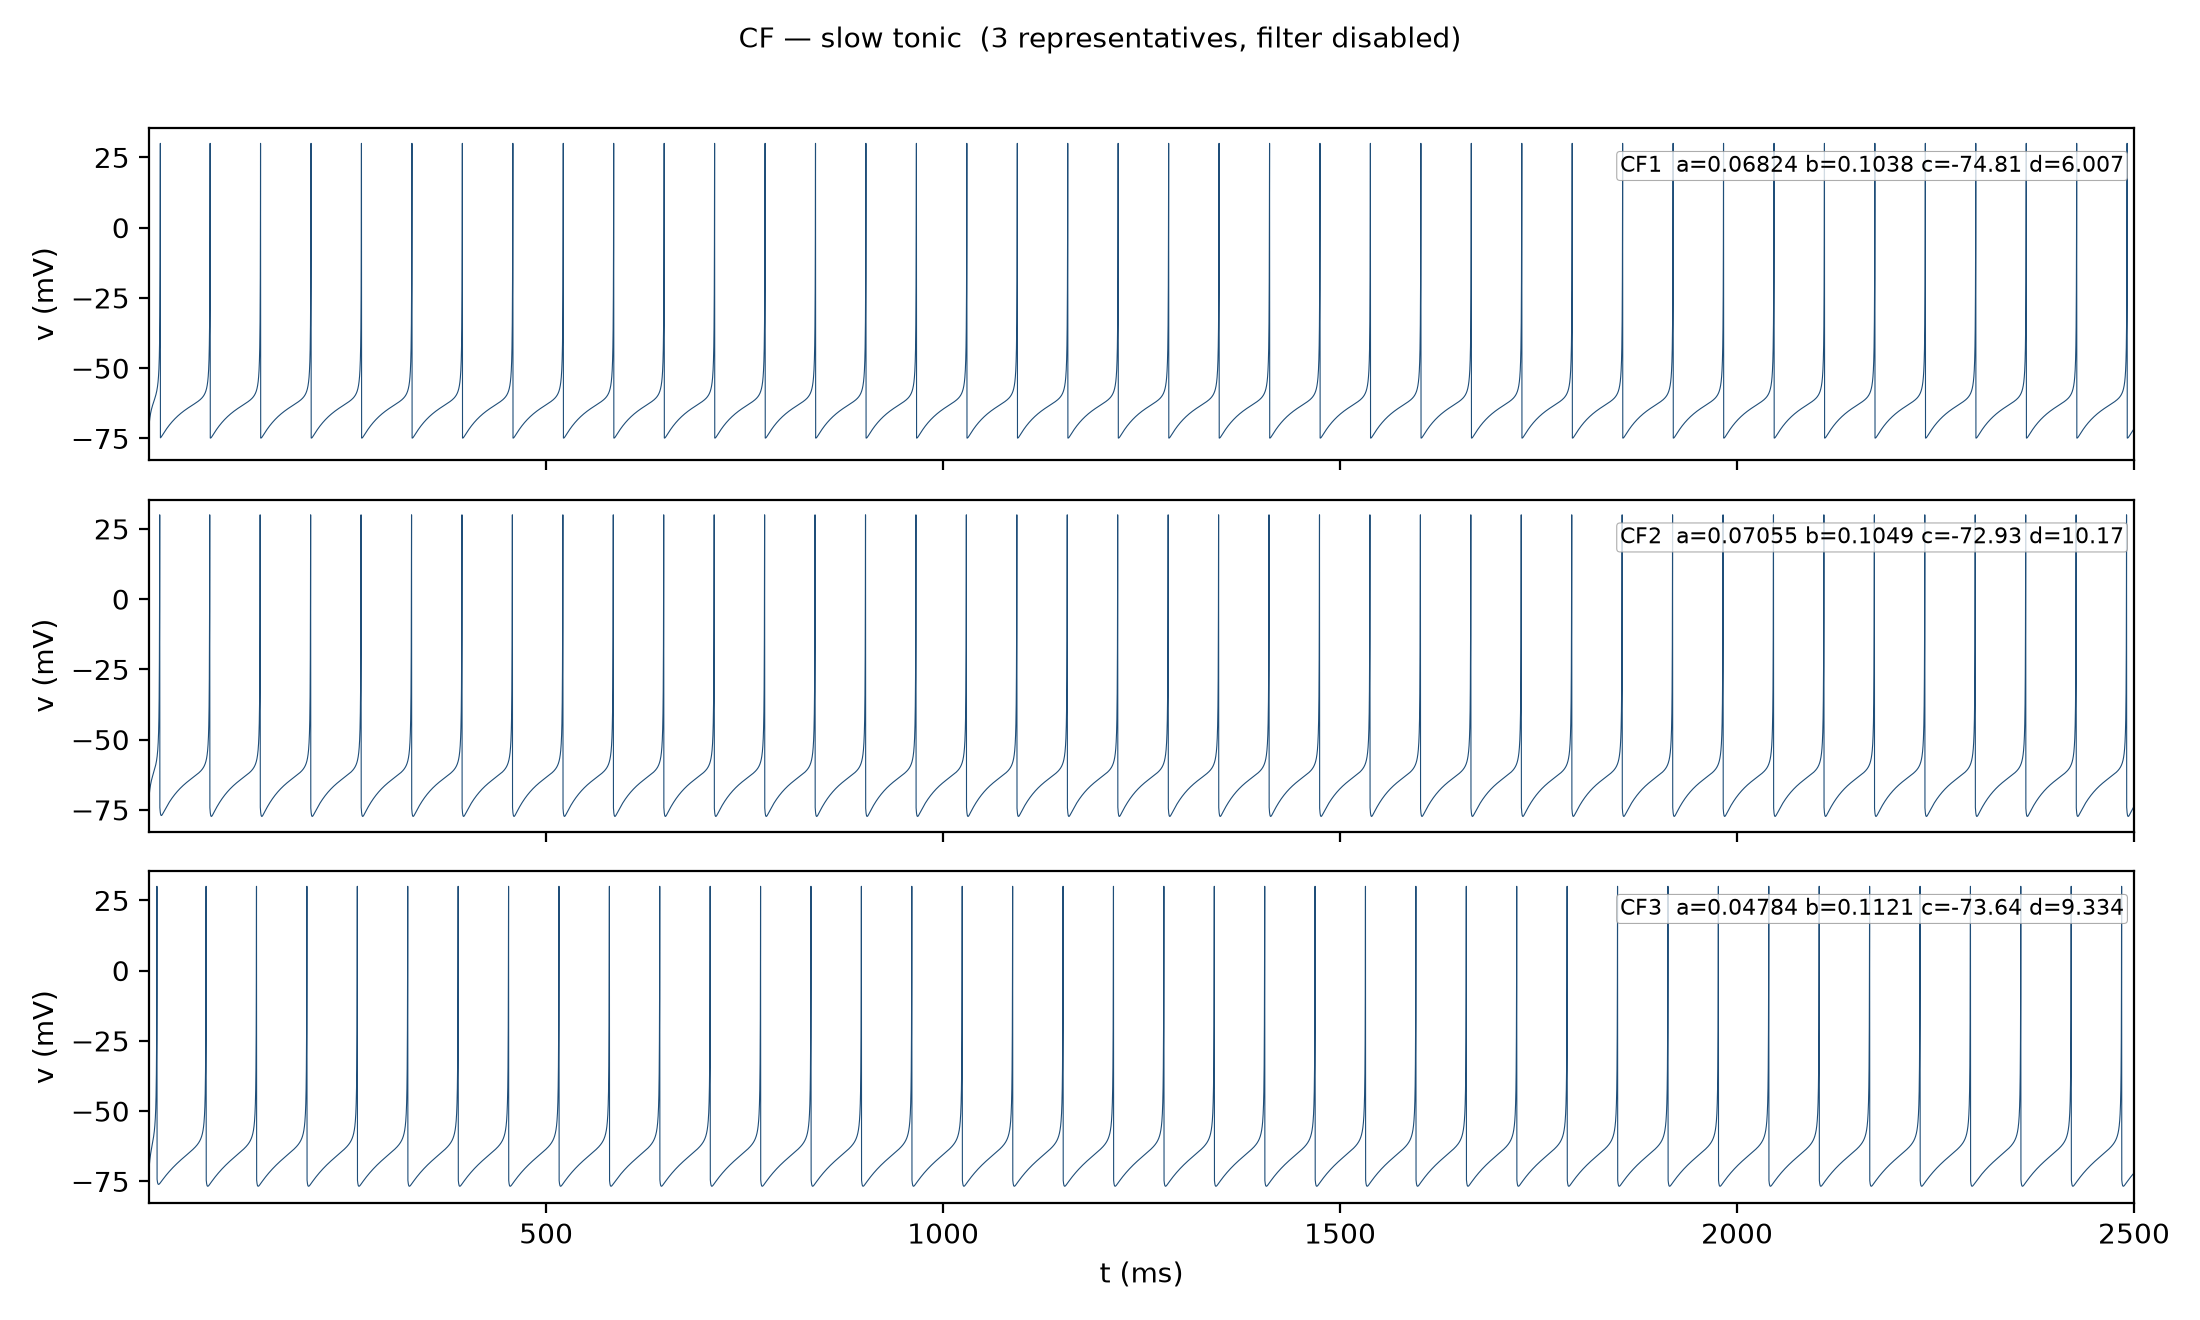 CF — slow tonic  (3 representatives, filter disabled)
25
0
−25
−50
−75
v (mV)
CF1  a=0.06824 b=0.1038 c=-74.81 d=6.007
25
0
−25
−50
−75
v (mV)
CF2  a=0.07055 b=0.1049 c=-72.93 d=10.17
25
0
−25
−50
−75
v (mV)
CF3  a=0.04784 b=0.1121 c=-73.64 d=9.334
500 1000 1500 2000 2500
t (ms)